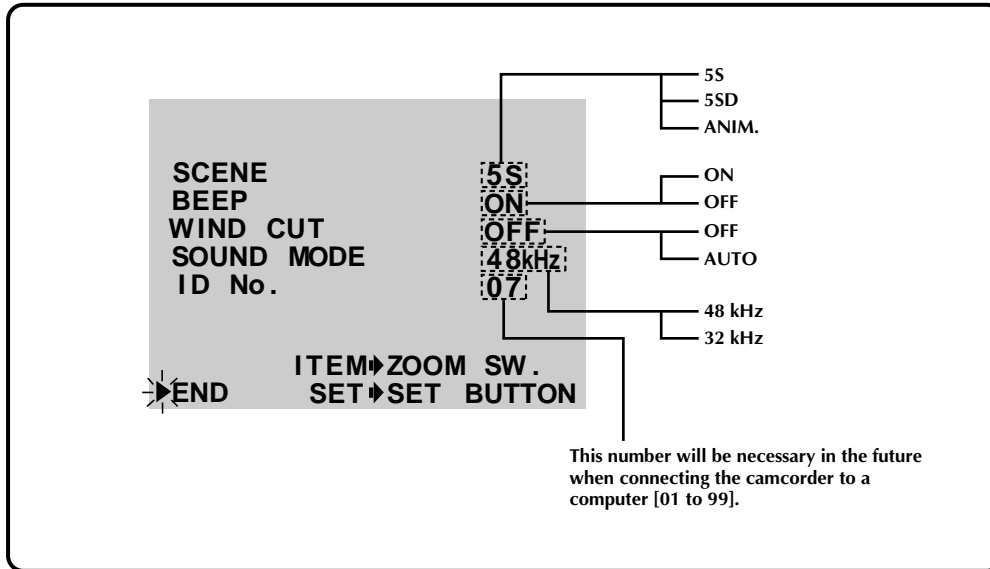 5S
5SD
ANIM.
SCENE 5S
BEEP ON
WIND CUT OFF
SOUND MODE 48kHz
ID No. 07
ON
OFF
OFF
AUTO
48 kHz
32 kHz
ITEM➧ZOOM SW.
END SET➧SET BUTTON
This number will be necessary in the future
when connecting the camcorder to a
computer [01 to 99].